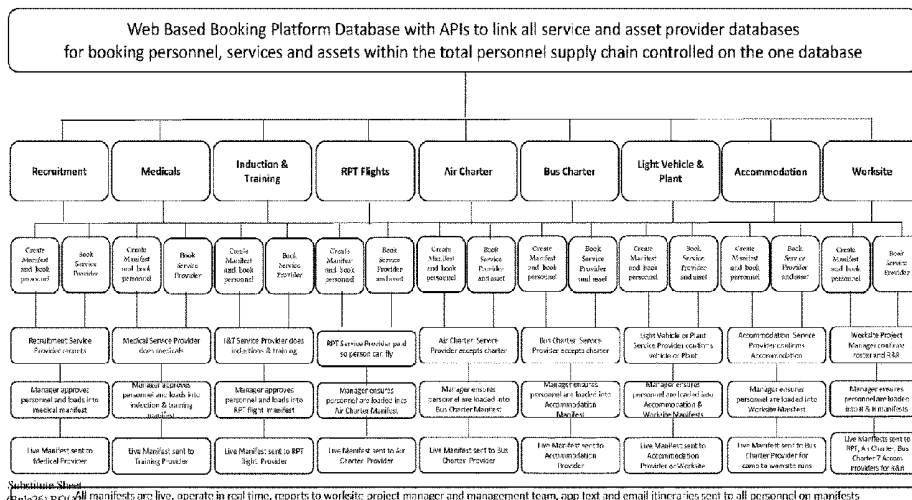 Web Based Booking Platform Database with APIs to link all service and asset provider databases
for booking personnel, services and assets within the total personnel supply chain controlled on the one database
Recruitment
Medicals
Induction &
Training
RPT Flights
Air Charter
Bus Charter
Light Vehicle &
Plant
Accommodation
Worksite
Create
Manifest
and book
personnel
Book
Service
Provider
Create
Manifest
and book
personnel
Book
Service
Provider
Create
Manifest
and book
personnel
Book
Service
Provider
Create
Manifest
and book
personnel
Book
Service
Provider
and asset
Create
Manifest
and book
personnel
Book
Service
Provider
and asset
Create
Manifest
and book
personnel
Book
Service
Provider
and asset
Create
Manifest
and book
personnel
Book
Service
Provider
and asset
Create
Manifest
and book
personnel
Book
Service
Provider
and asset
Create
Manifest
and book
personnel
Book
Service
Provider
Recruitment Service
Provider recruits
Medical Service Provider
does medicals
I&T Service Provider does
inductions & training
RPT Service Provider paid
so person can fly
Air Charter Service
Provider accepts charter
Bus Charter Service
Provider accepts charter
Light Vehicle or Plant
Service Provider confirms
vehicle or Plant
Accommodation Service
Provider confirms
Accommodation
Worksite Project
Manager confirms
roster and R&R
Manager approves
personnel and loads into
medical manifest
Manager approves
personnel and loads into
induction & training
manifest
Manager approves
personnel and loads into
RPT flight manifest
Manager ensures
personnel are loaded into
Air Charter Manifest
Manager ensures
personnel are loaded into
Bus Charter Manifest
Manager ensures
personnel are loaded into
Accommodation
Manifest
Manager ensures
personnel are loaded into
Accommodation &
Worksite Manifests
Manager ensures
personnel are loaded
into Worksite Manifest
Manager ensures
personnel are loaded
into R & R manifests
Live Manifest sent to
Medical Provider
Live Manifest sent to
Training Provider
Live Manifest sent to RPT
flight Provider
Live Manifest sent to Air
Charter Provider
Live Manifest sent to
Bus Charter Provider
Live Manifest sent to
Accommodation
Provider
Live Manifest sent to
Accommodation
Provider or Worksite
Live Manifest sent to Bus
Charter Provider for
camp to worksite runs
Live Manifests sent to
RPT, Air Charter, Bus
Charter 7 Accom
Providers for R&R
Substitute Sheet
(Rule26) RO/
All manifests are live, operate in real time, reports to worksite project manager and management team, app text and email itineraries sent to all personnel on manifests